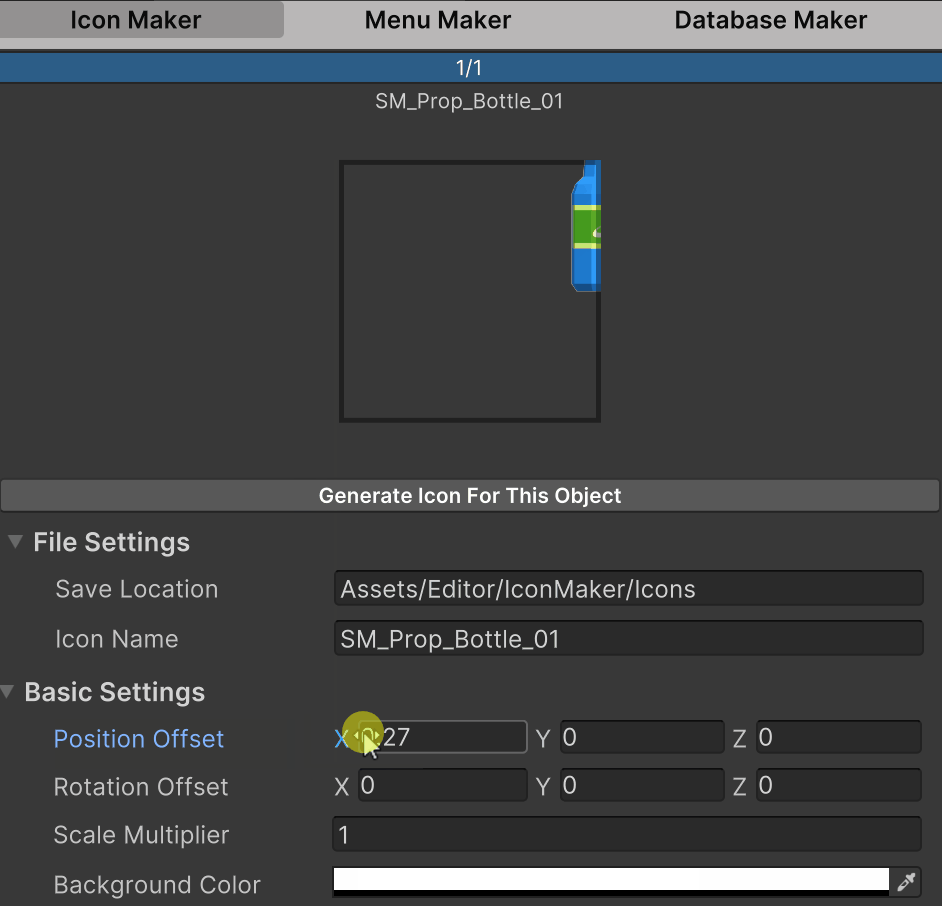 Icon Maker Menu Maker Database Maker
1/1
SM_Prop_Bottle_01
Generate Icon For This Object
File Settings
Save Location Assets/Editor/IconMaker/Icons
Icon Name SM_Prop_Bottle_01
Basic Settings
Position Offset X 0.27 Y 0 Z 0
Rotation Offset X 0 Y 0 Z 0
Scale Multiplier 1
Background Color